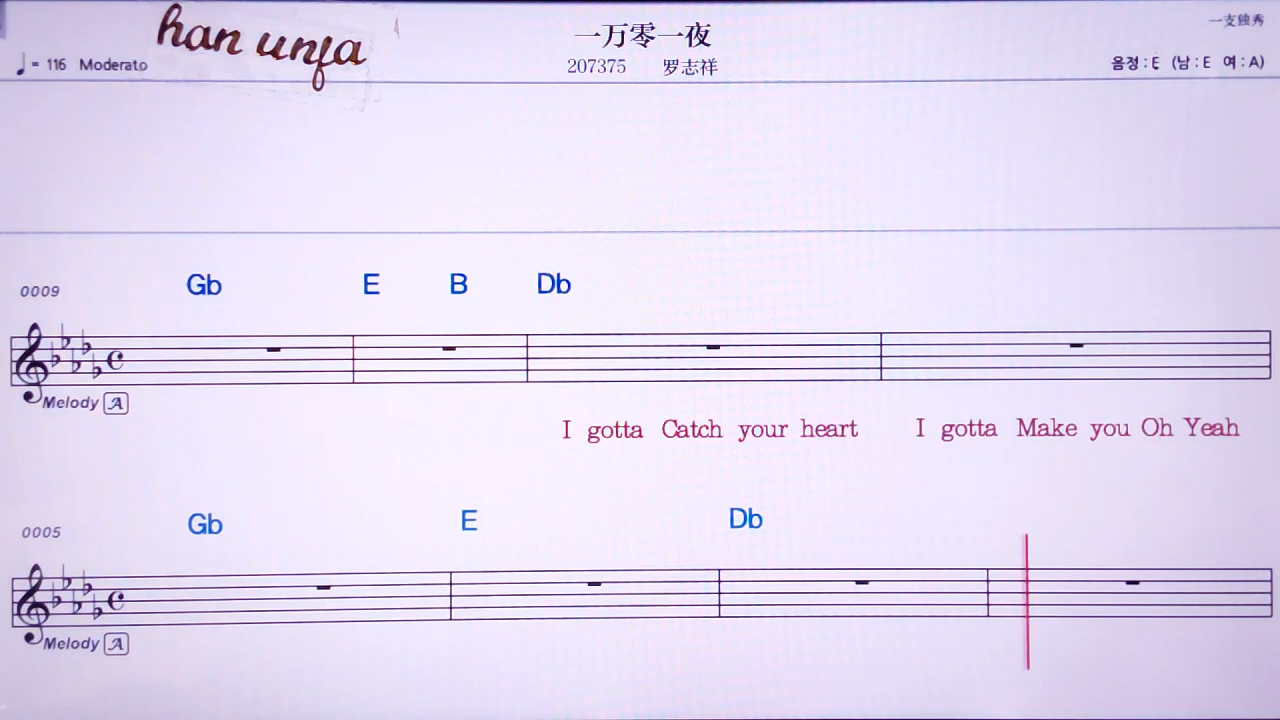 han unfa
一万零一夜
一支独秀
♩= 116 Moderato
207375 罗志祥
음정 : E (남 : E 여 : A)
0009
Gb E B Db
Melody A
I gotta Catch your heart I gotta Make you Oh Yeah
0005
Gb E Db
Melody A